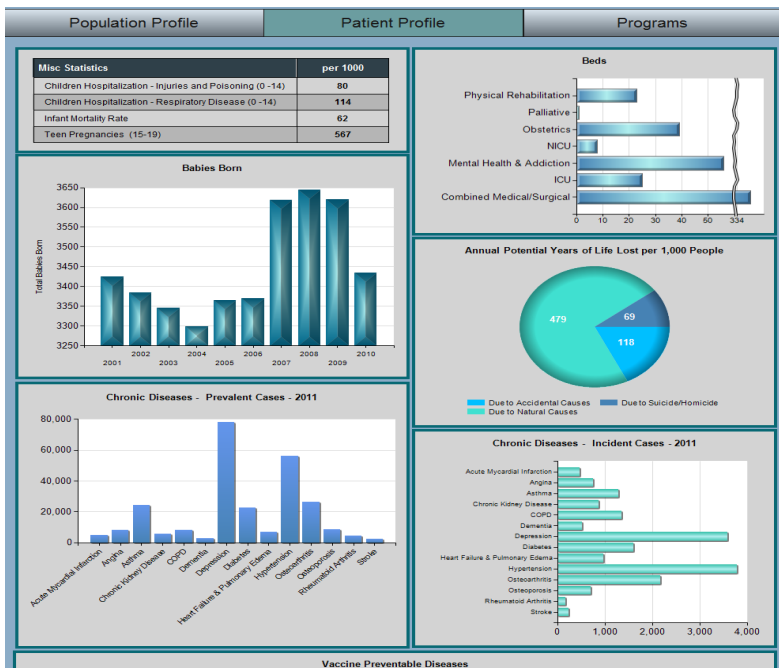 Population Profile
Patient Profile
Programs
Misc Statistics per 1000
Children Hospitalization - Injuries and Poisoning (0 -14) 80
Children Hospitalization - Respiratory Disease (0 -14) 114
Infant Mortality Rate 62
Teen Pregnancies (15-19) 567
Beds
Physical Rehabilitation
Palliative
Obstetrics
NICU
Mental Health & Addiction
ICU
Combined Medical/Surgical
0 10 20 30 40 60 334
Babies Born
Total Babies Born
3650
3600
3550
3500
3450
3400
3350
3300
3250
2002 2004 2006 2008 2010
2001 2003 2005 2007 2009
Annual Potential Years of Life Lost per 1,000 People
479
69
118
Due to Accidental Causes Due to Suicide/Homicide
Due to Natural Causes
Chronic Diseases - Prevalent Cases - 2011
80,000
60,000
40,000
20,000
0
Acute Myocardial Infarction
Angina
Asthma
Chronic Kidney Disease
COPD
Dementia
Depression
Diabetes
Heart Failure & Pulmonary Edema
Hypertension
Osteoarthritis
Osteoporosis
Rheumatoid Arthritis
Stroke
Chronic Diseases - Incident Cases - 2011
Acute Myocardial Infarction
Angina
Asthma
Chronic Kidney Disease
COPD
Dementia
Depression
Diabetes
Heart Failure & Pulmonary Edema
Hypertension
Osteoarthritis
Osteoporosis
Rheumatoid Arthritis
Stroke
0 1,000 2,000 3,000 4,000
Vaccine Preventable Diseases